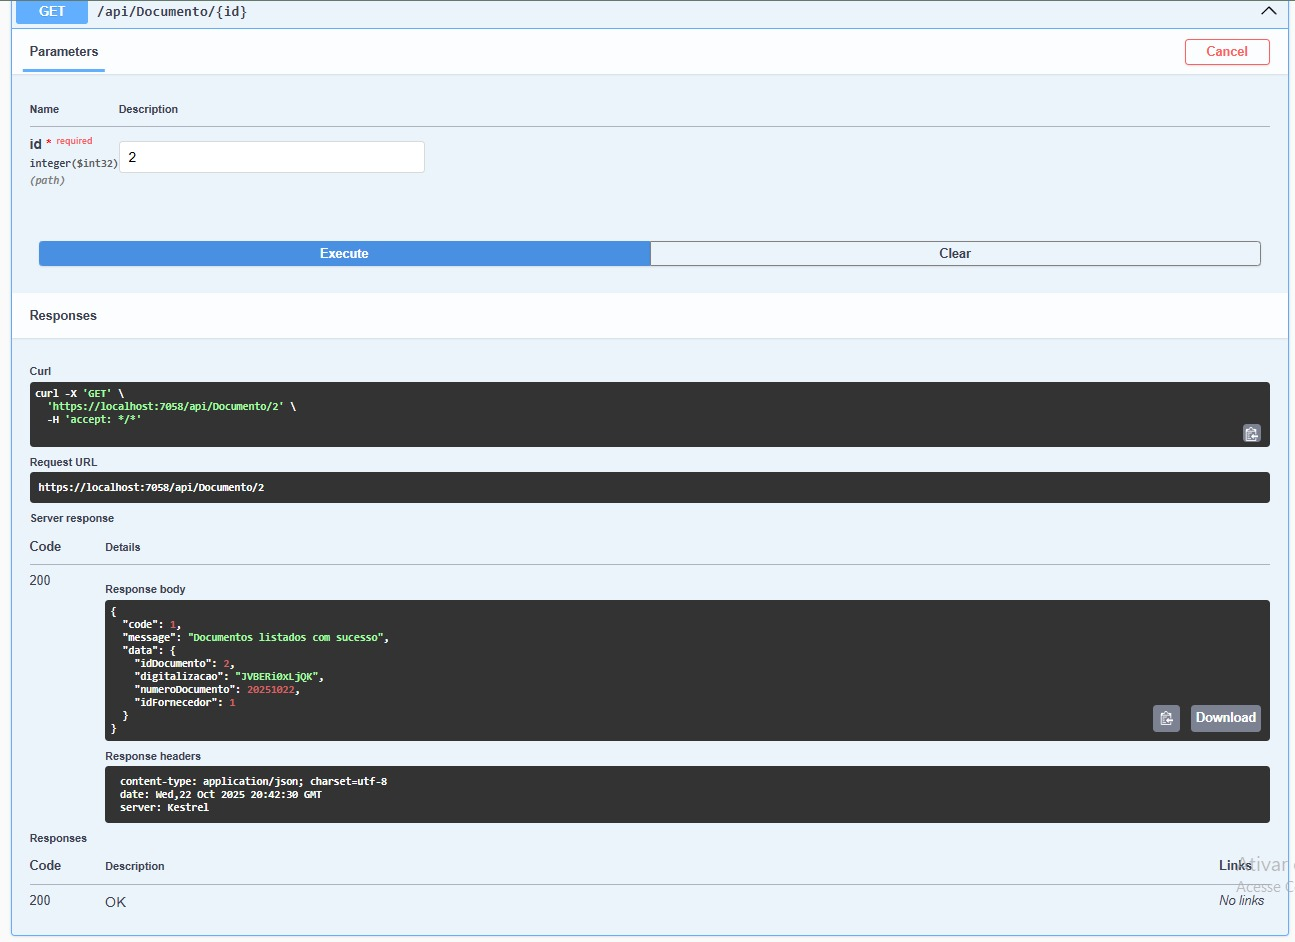 GET /api/Documento/{id}
Parameters
Cancel
Name Description
id * required
integer($int32)
(path)
2
Execute Clear
Responses
Curl
curl -X 'GET' \
'https://localhost:7058/api/Documento/2' \
-H 'accept: */*'
Request URL
https://localhost:7058/api/Documento/2
Server response
Code Details
200
Response body
{
"code": 1,
"message": "Documentos listados com sucesso",
"data": {
"idDocumento": 2,
"digitalizacao": "JVBERi0xLjQK",
"numeroDocumento": 20251022,
"idFornecedor": 1
}
}
Download
Response headers
content-type: application/json; charset=utf-8
date: Wed,22 Oct 2025 20:42:30 GMT
server: Kestrel
Responses
Code Description Links
Ativar
200 OK No links
Acesse C